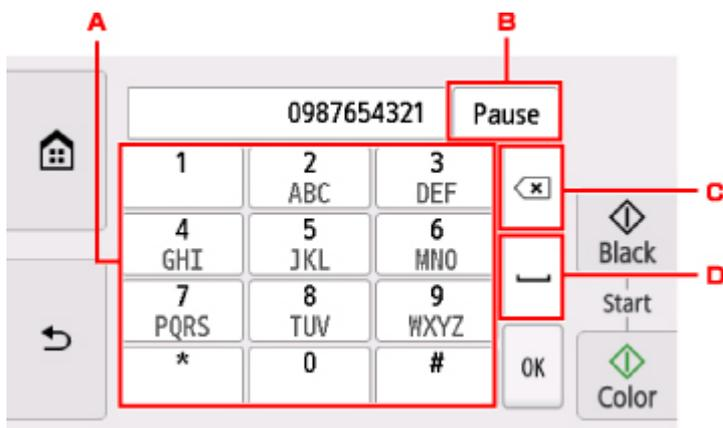 A
B
0987654321 Pause
1
2
ABC
3
DEF
C
4
GHI
5
JKL
6
MNO
Black
D
7
PQRS
8
TUV
9
WXYZ
Start
*
0
#
OK
Color